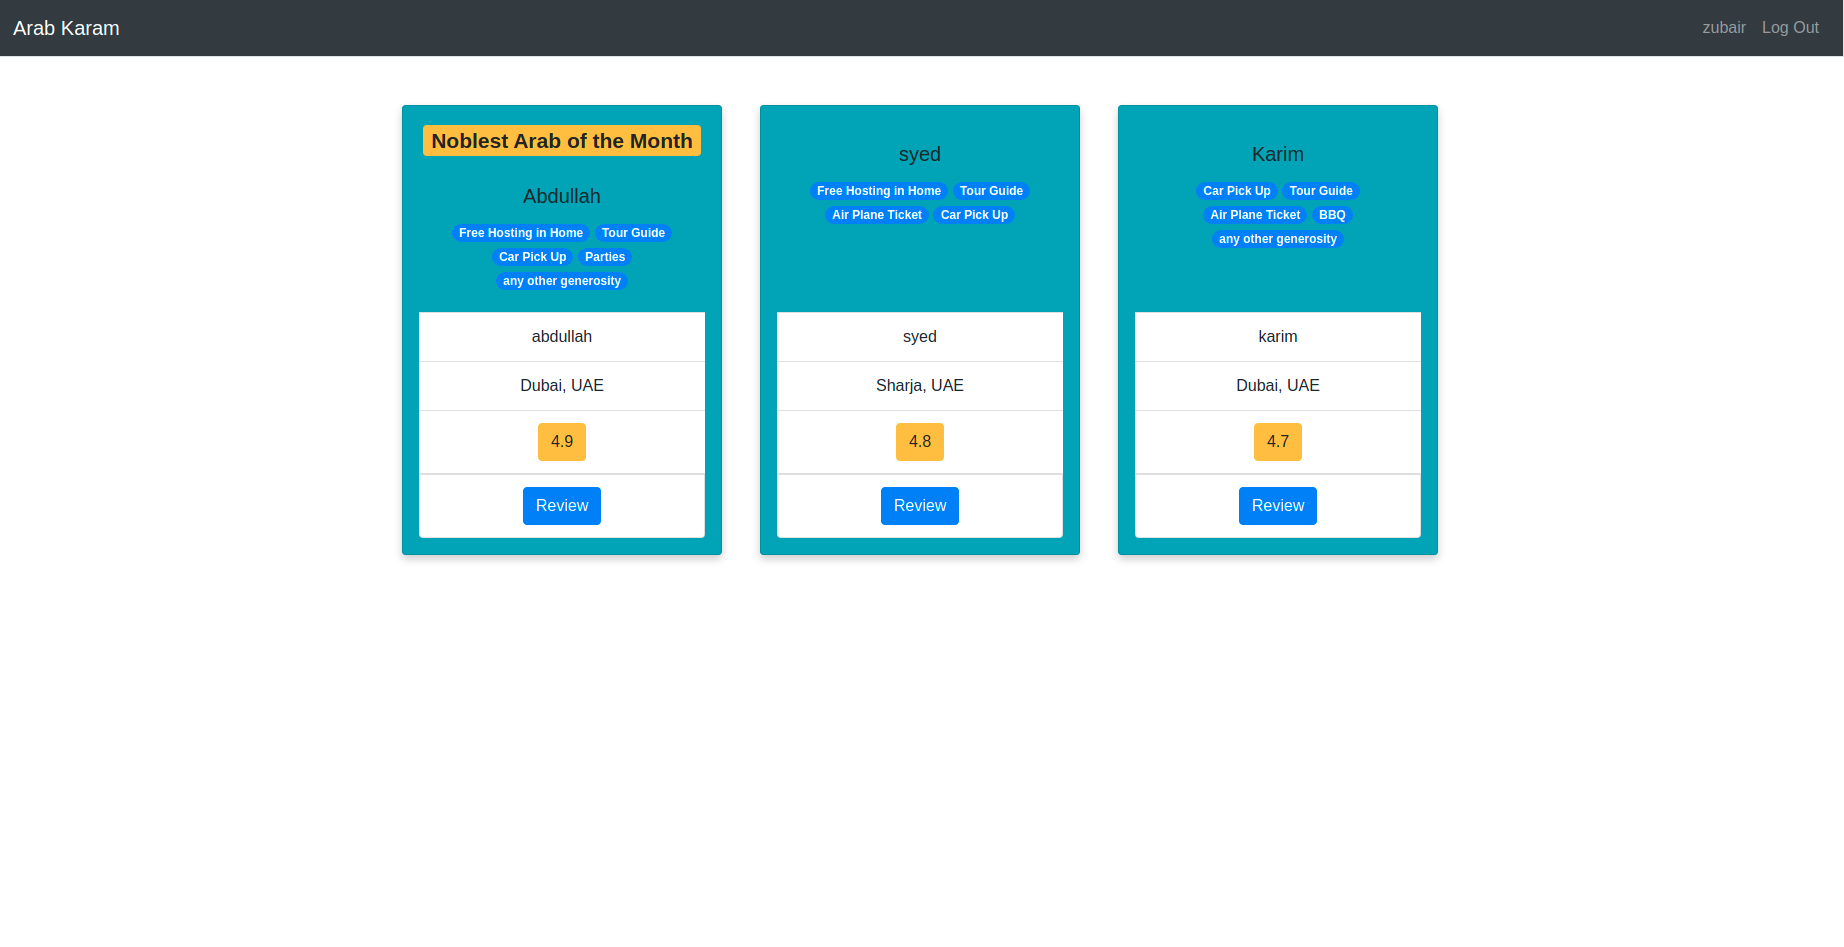 Arab Karam
zubair Log Out
Noblest Arab of the Month
Abdullah
Free Hosting in Home Tour Guide
Car Pick Up Parties
any other generosity
abdullah
Dubai, UAE
4.9
Review
syed
Free Hosting in Home Tour Guide
Air Plane Ticket Car Pick Up
syed
Sharja, UAE
4.8
Review
Karim
Car Pick Up Tour Guide
Air Plane Ticket BBQ
any other generosity
karim
Dubai, UAE
4.7
Review